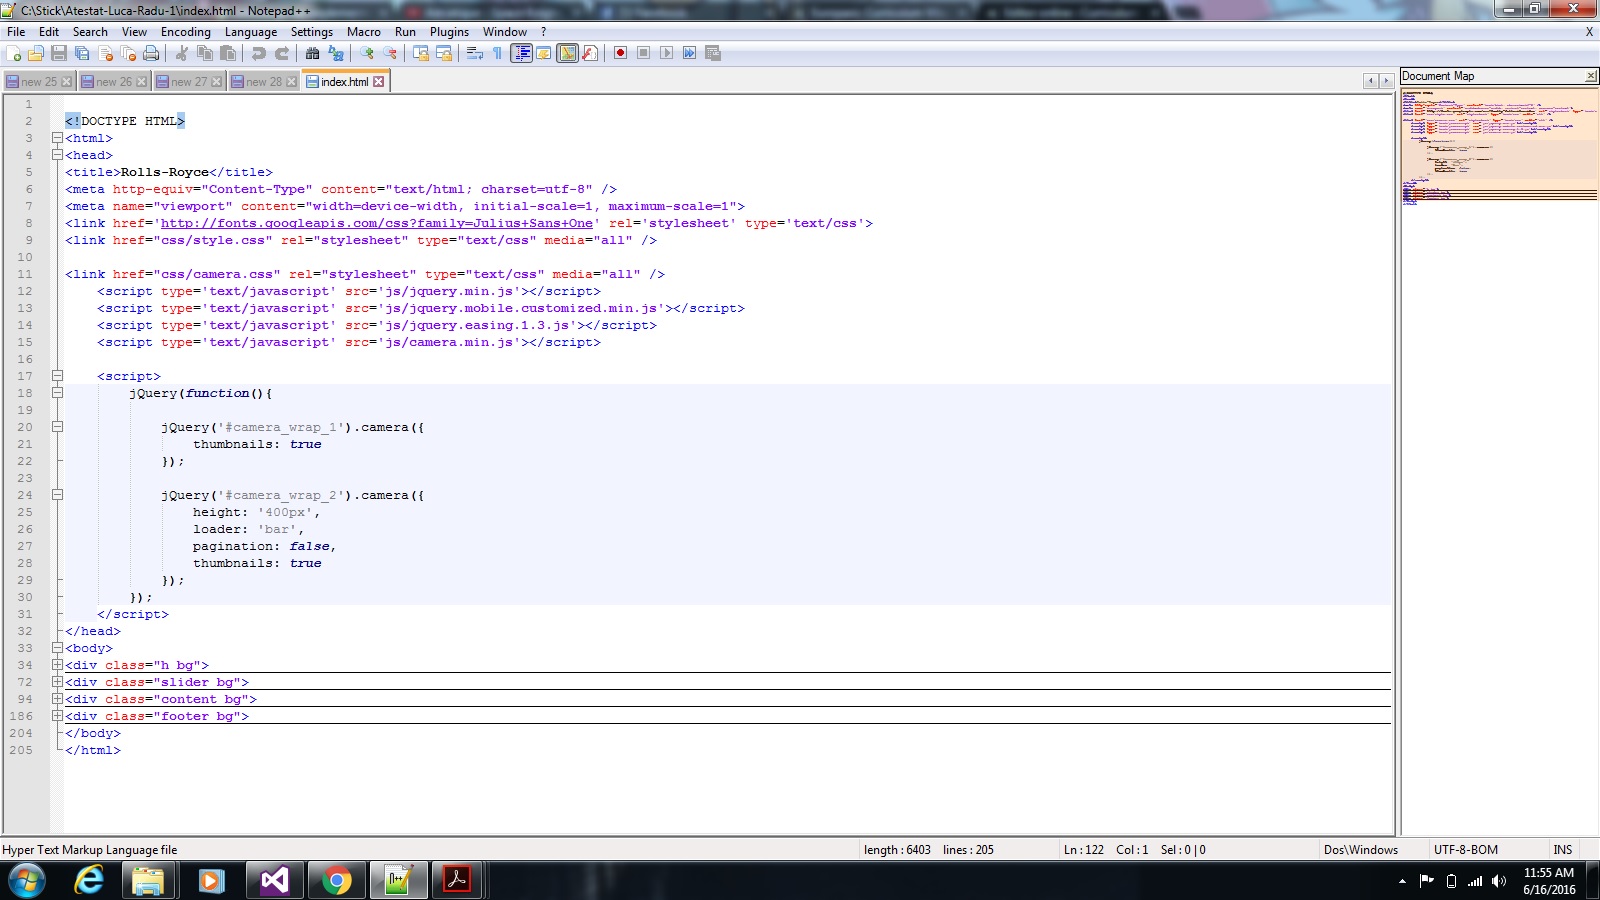 C:\Stick\Atestat-Luca-Radu-1\index.html - Notepad++
File Edit Search View Encoding Language Settings Macro Run Plugins Window ? X
new 25 new 26 new 27 new 28 index.html
Document Map
1
2 <!DOCTYPE HTML>
3 <html>
4 <head>
5 <title>Rolls-Royce</title>
6 <meta http-equiv="Content-Type" content="text/html; charset=utf-8" />
7 <meta name="viewport" content="width=device-width, initial-scale=1, maximum-scale=1">
8 <link href='http://fonts.googleapis.com/css?family=Julius+Sans+One' rel='stylesheet' type='text/css'>
9 <link href="css/style.css" rel="stylesheet" type="text/css" media="all" />
10
11 <link href="css/camera.css" rel="stylesheet" type="text/css" media="all" />
12 <script type='text/javascript' src='js/jquery.min.js'></script>
13 <script type='text/javascript' src='js/jquery.mobile.customized.min.js'></script>
14 <script type='text/javascript' src='js/jquery.easing.1.3.js'></script>
15 <script type='text/javascript' src='js/camera.min.js'></script>
16
17 <script>
18 jQuery(function(){
19
20 jQuery('#camera_wrap_1').camera({
21 thumbnails: true
22 });
23
24 jQuery('#camera_wrap_2').camera({
25 height: '400px',
26 loader: 'bar',
27 pagination: false,
28 thumbnails: true
29 });
30 });
31 </script>
32 </head>
33 <body>
34 <div class="h bg">
72 <div class="slider bg">
94 <div class="content bg">
186 <div class="footer bg">
204 </body>
205 </html>
Hyper Text Markup Language file length : 6403 lines : 205 Ln : 122 Col : 1 Sel : 0 | 0 Dos\Windows UTF-8-BOM INS
11:55 AM
6/16/2016